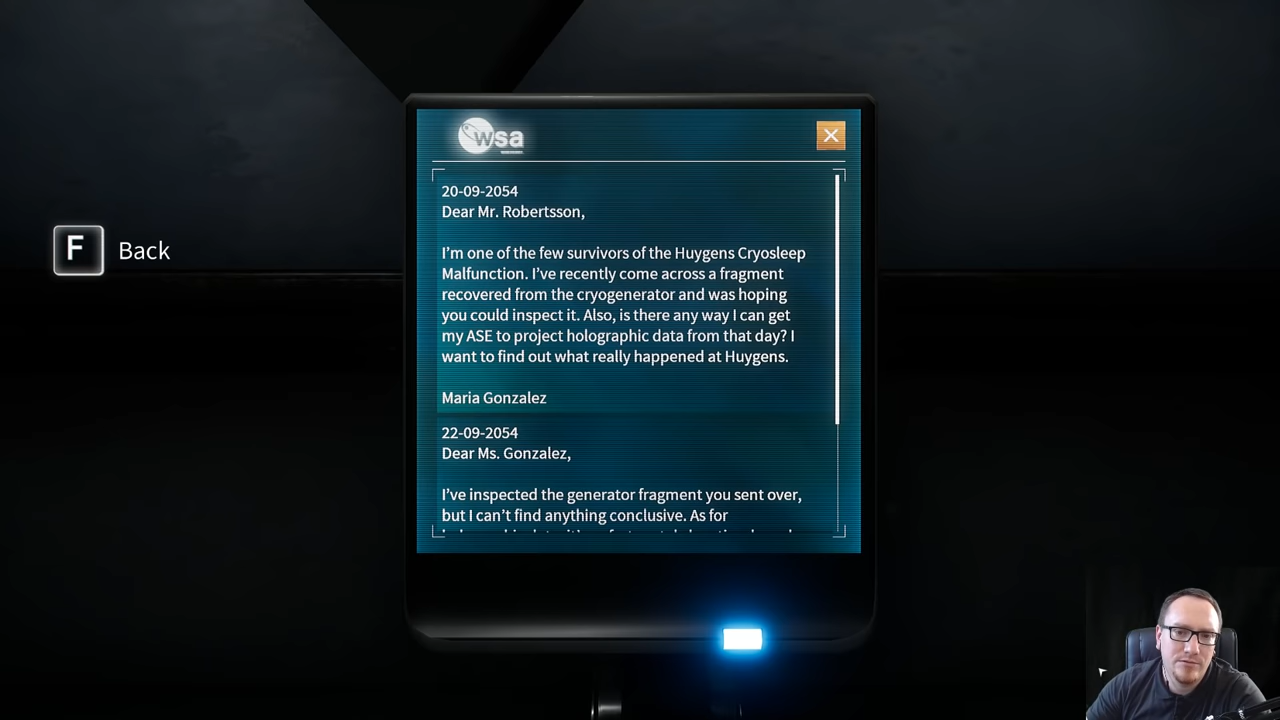 wsa
F Back
20-09-2054
Dear Mr. Robertsson,
I'm one of the few survivors of the Huygens Cryosleep
Malfunction. I've recently come across a fragment
recovered from the cryogenerator and was hoping
you could inspect it. Also, is there any way I can get
my ASE to project holographic data from that day? I
want to find out what really happened at Huygens.
Maria Gonzalez
22-09-2054
Dear Ms. Gonzalez,
I've inspected the generator fragment you sent over,
but I can't find anything conclusive. As for